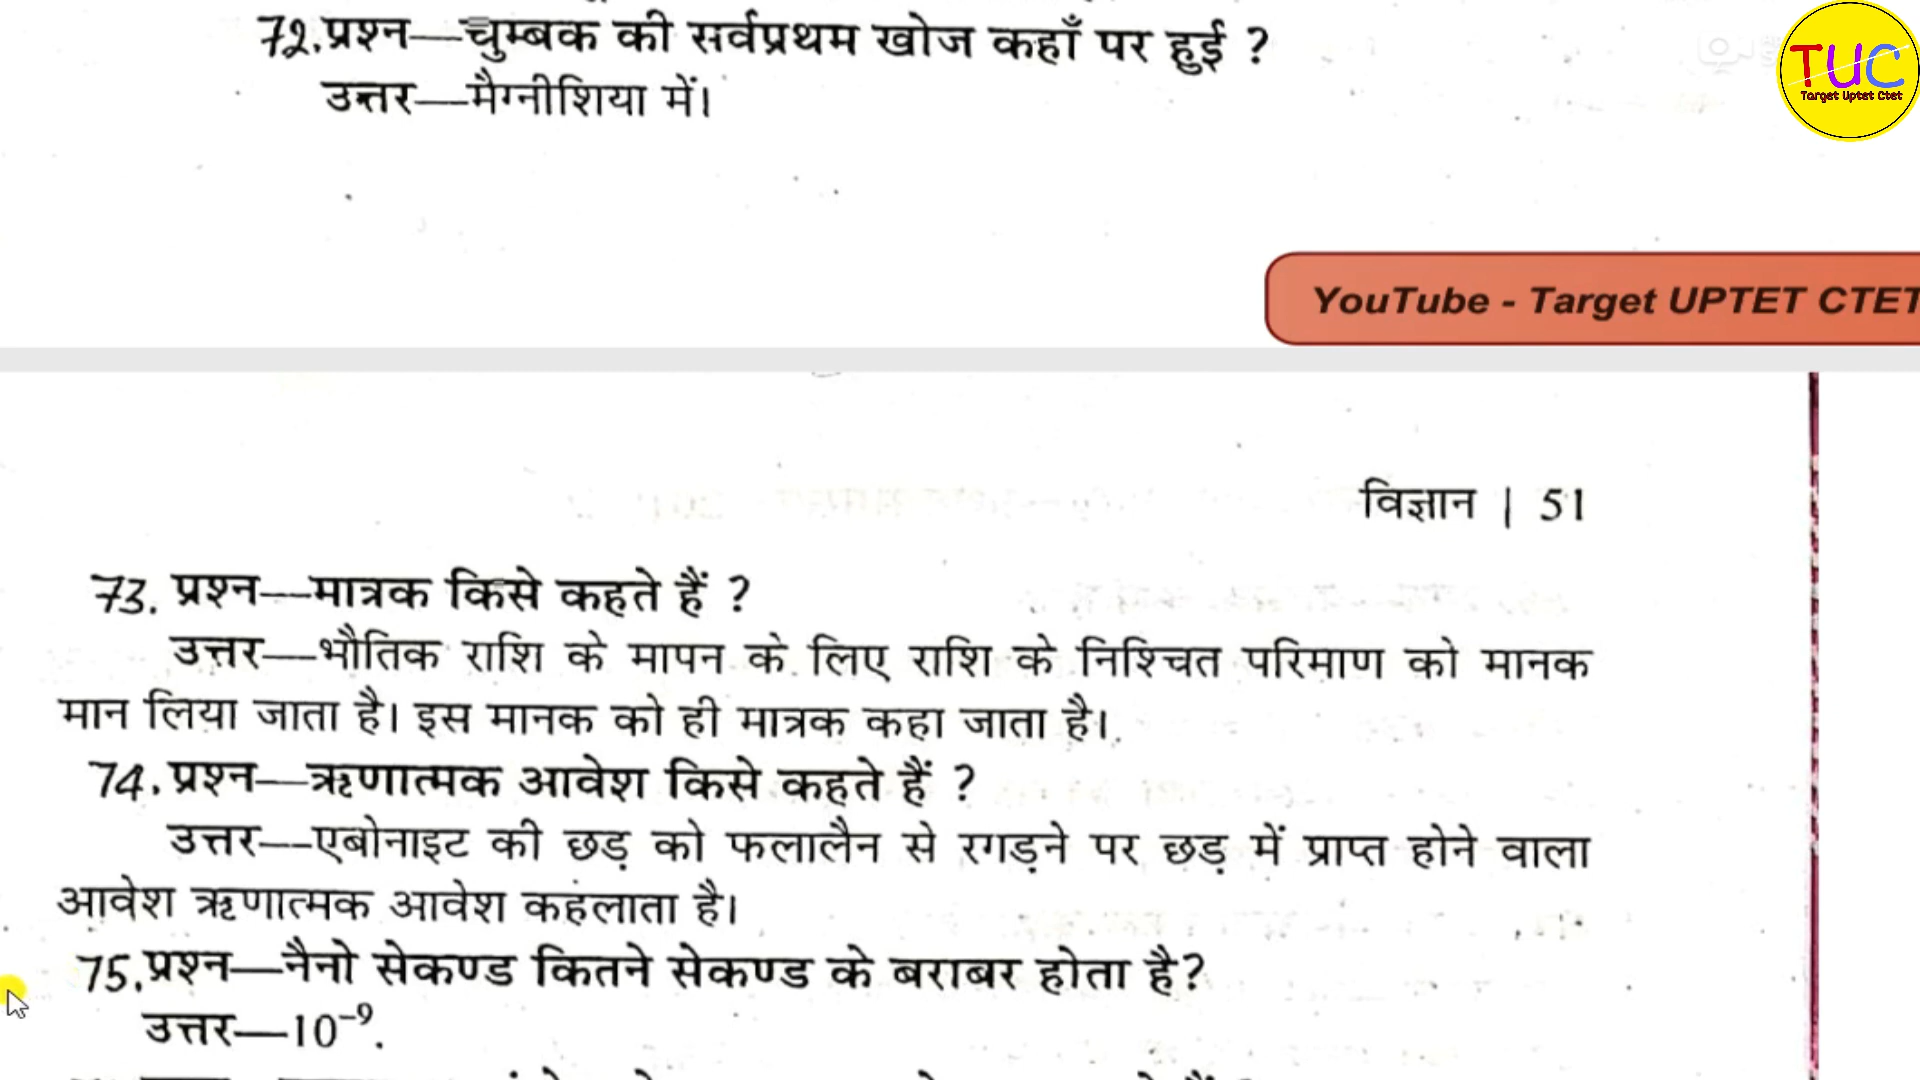 72. प्रश्न—चुम्बक की सर्वप्रथम खोज कहाँ पर हुई ?
उत्तर—मैग्नीशिया में।
TUC
Target Uptet Ctet
YouTube - Target UPTET CTET
विज्ञान | 51
73. प्रश्न—मात्रक किसे कहते हैं ?
उत्तर—भौतिक राशि के मापन के लिए राशि के निश्चित परिमाण को मानक
मान लिया जाता है। इस मानक को ही मात्रक कहा जाता है।
74. प्रश्न—ऋणात्मक आवेश किसे कहते हैं ?
उत्तर—एबोनाइट की छड़ को फलालैन से रगड़ने पर छड़ में प्राप्त होने वाला
आवेश ऋणात्मक आवेश कहलाता है।
75. प्रश्न—नैनो सेकण्ड कितने सेकण्ड के बराबर होता है?
उत्तर—10⁻⁹.